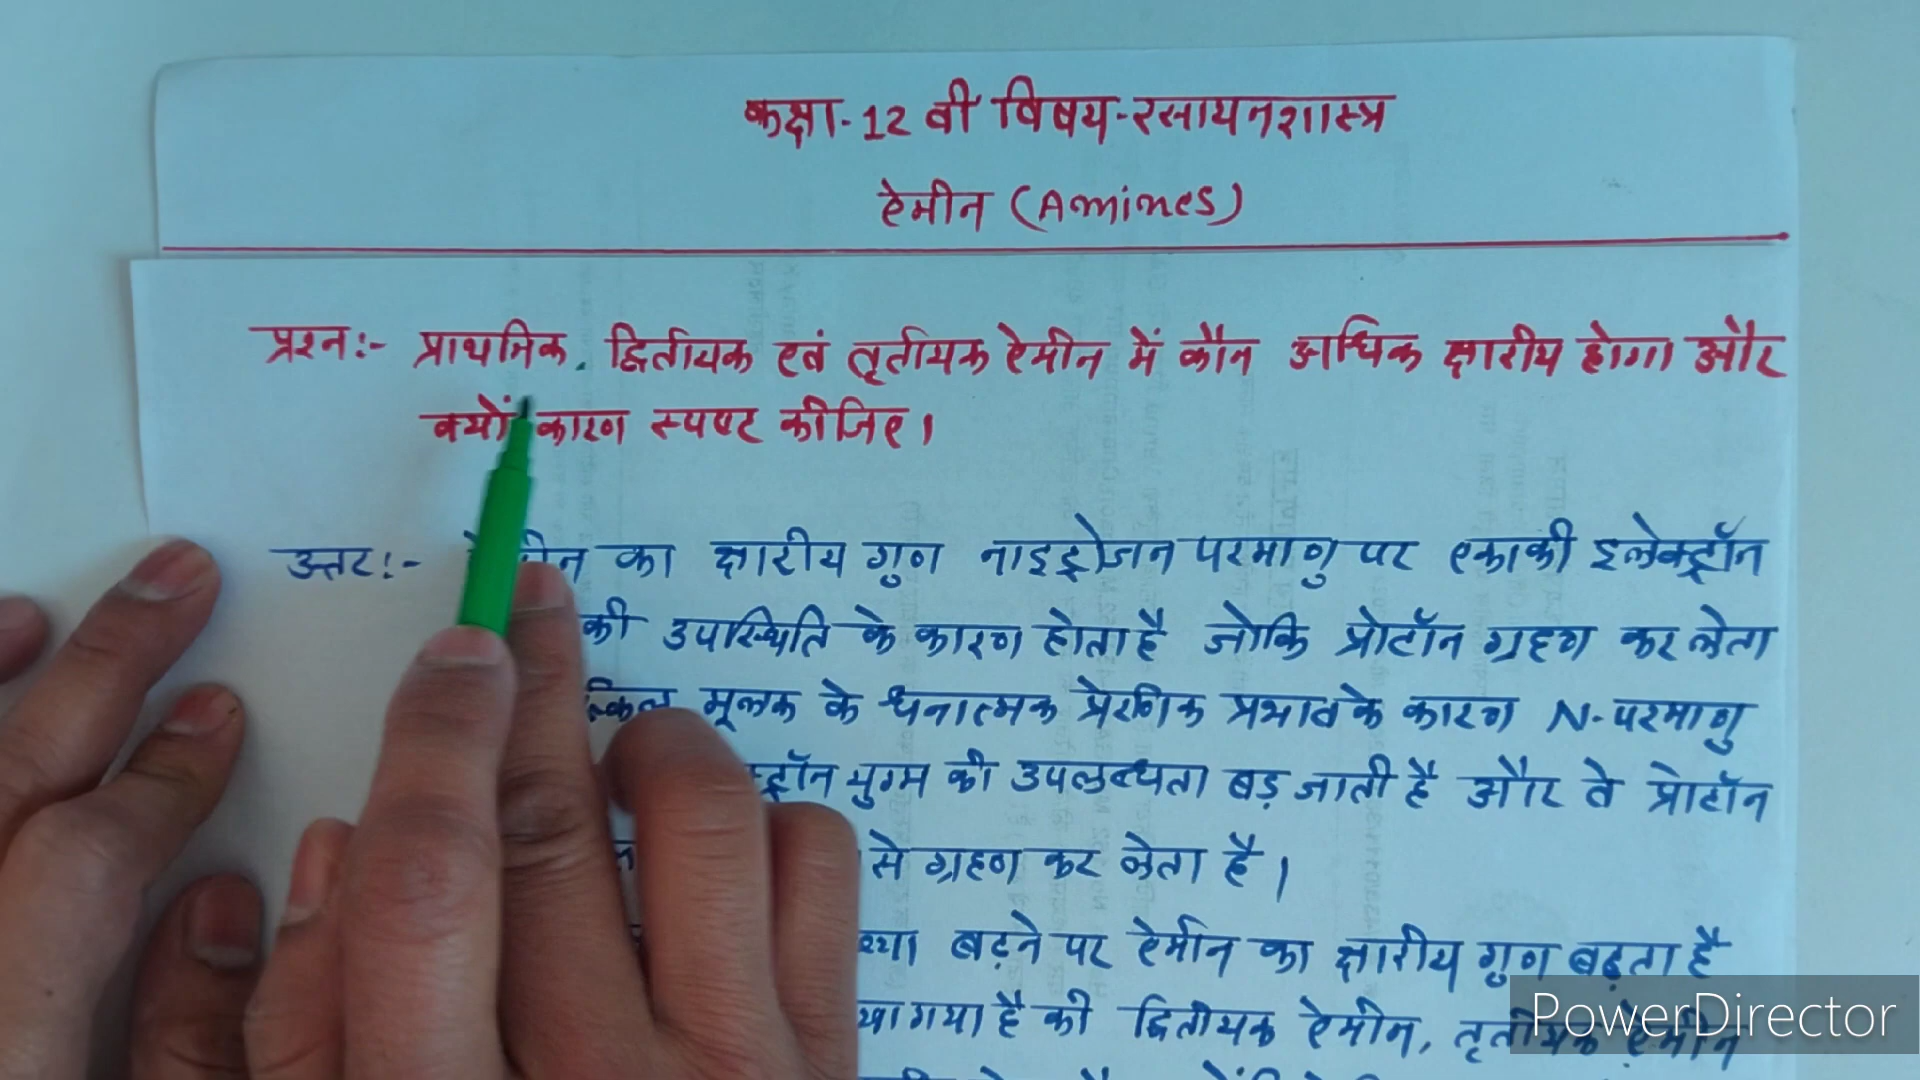 कक्षा-12 वी विषय-रसायनशास्त्र
ऐमीन (Amines)
प्रश्न:- प्राथमिक, द्वितीयक एवं तृतीयक ऐमीन में कौन अधिक क्षारीय होगा और
क्यों कारण स्पष्ट कीजिए।
उत्तर:- का क्षारीय गुण नाइट्रोजन परमाणु पर एकाकी इलेक्ट्रॉन
की उपस्थिति के कारण होता है जोकि प्रोटॉन ग्रहण कर लेता
मूलक के धनात्मक प्रेरणिक प्रभाव के कारण N-परमाणु
युग्म की उपलब्धता बड़ जाती है और वे प्रोटॉन
से ग्रहण कर लेता है।
बढ़ने पर ऐमीन का क्षारीय गुण बढ़ता है
गया है की द्वितीयक ऐमीन, तृतीयक ऐमीन
PowerDirector